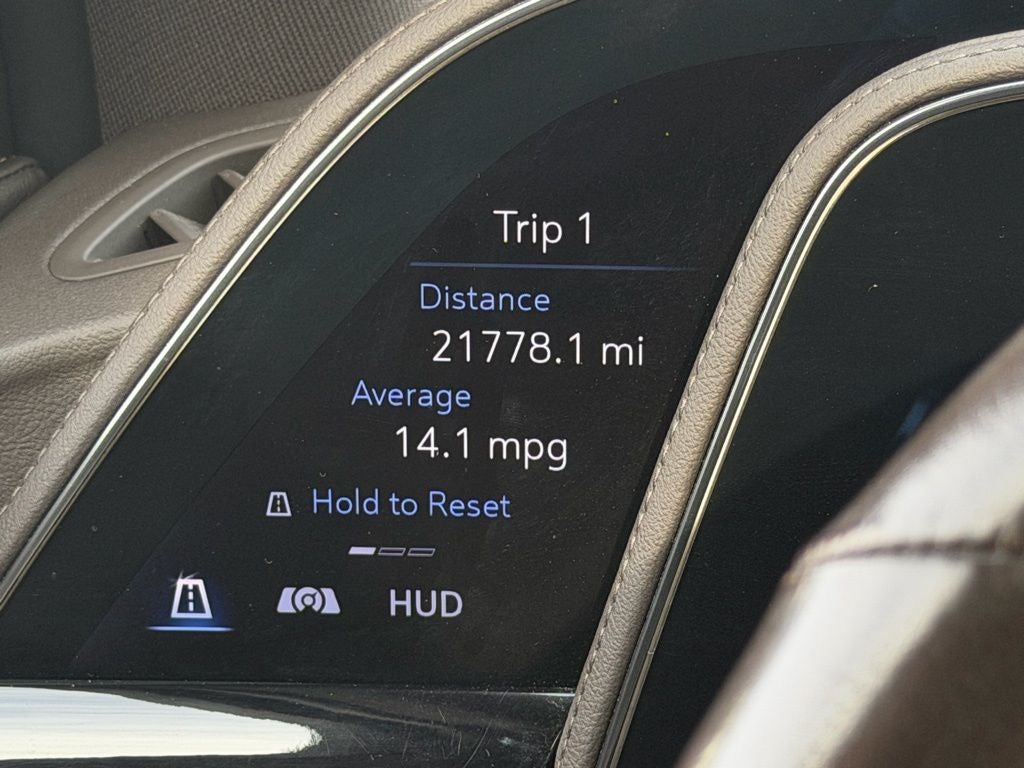 Trip 1
Distance
21778.1 mi
Average
14.1 mpg
Hold to Reset
HUD